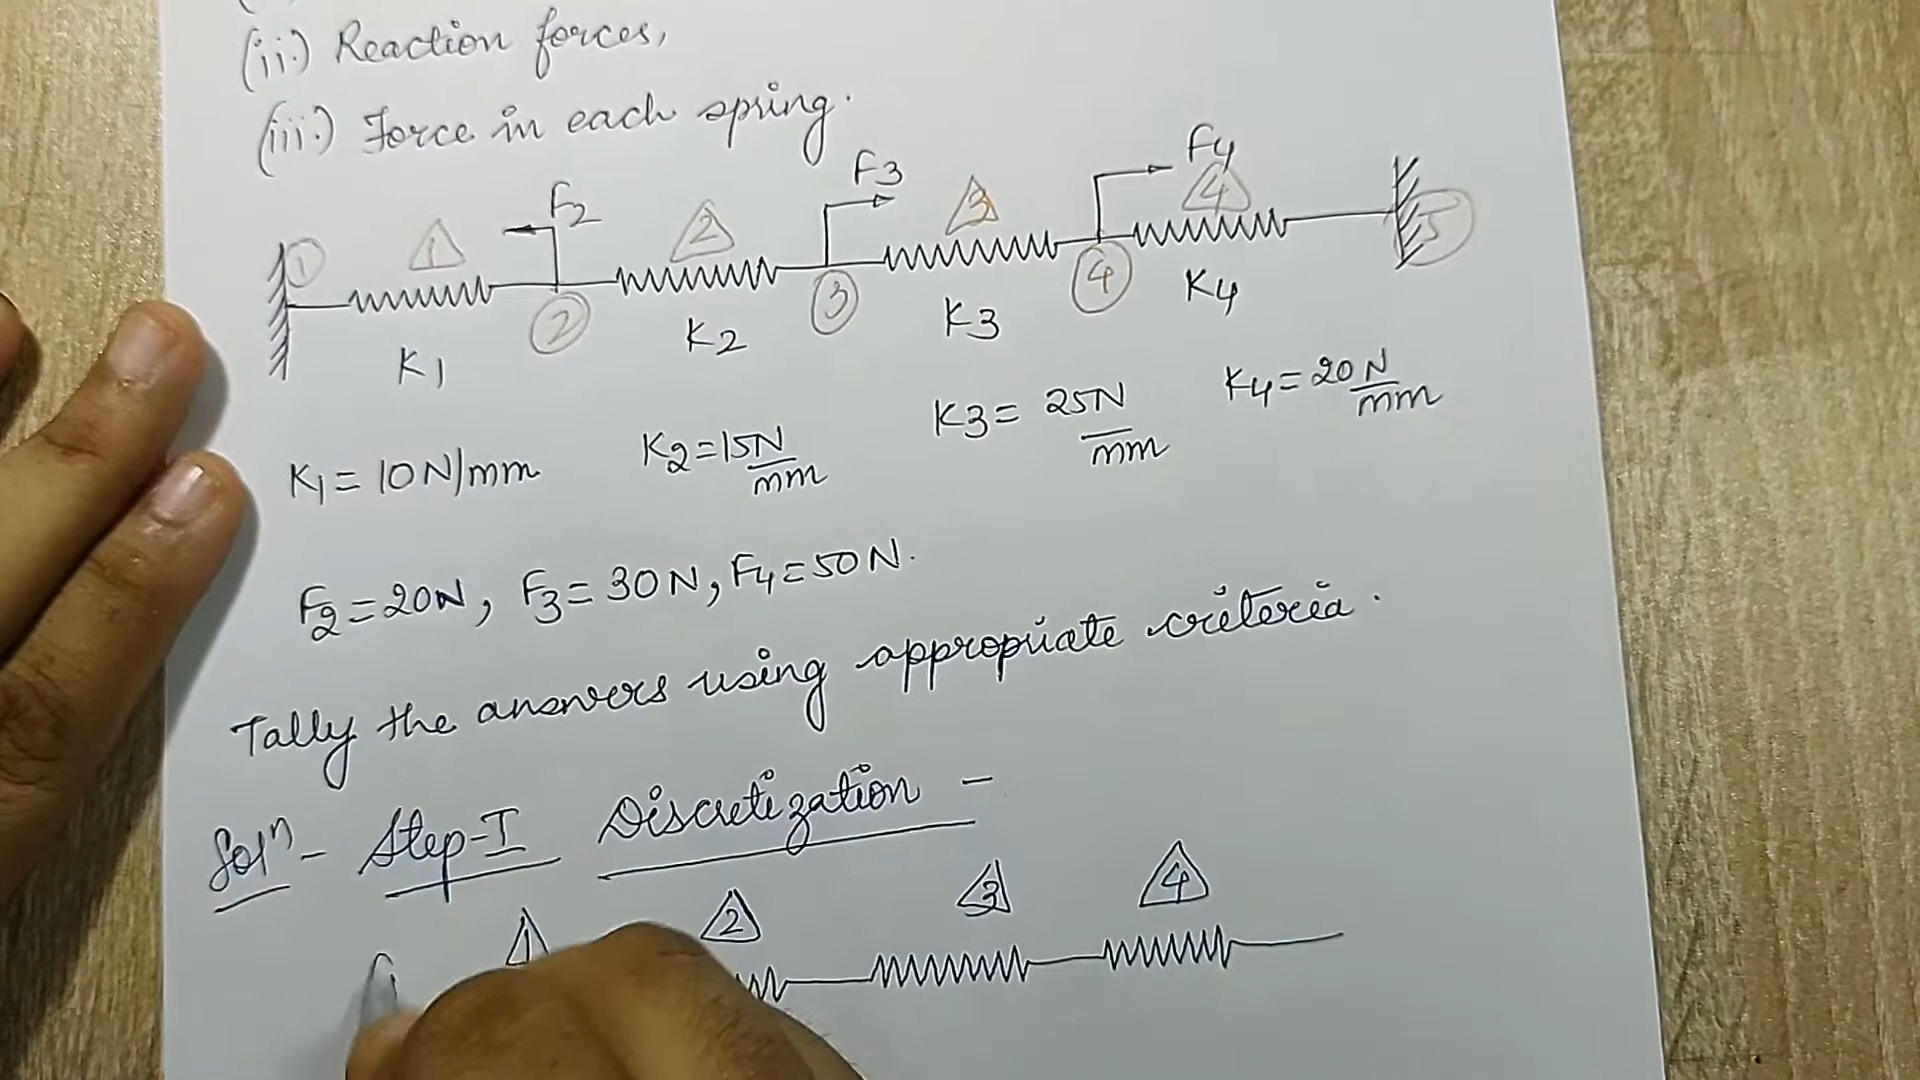 (ii.) Reaction forces,
(iii.) Force in each spring.
F2 F3 F4
1 1 2 3 4 5
2 3 4
K1 K2 K3 K4
K1 = 10N/mm K2 = 15N/mm K3 = 25N/mm K4 = 20N/mm
F2 = 20N, F3 = 30N, F4 = 50N.
Tally the answers using appropriate criteria.
Solⁿ - Step-I Discretization -
1 2 3 4